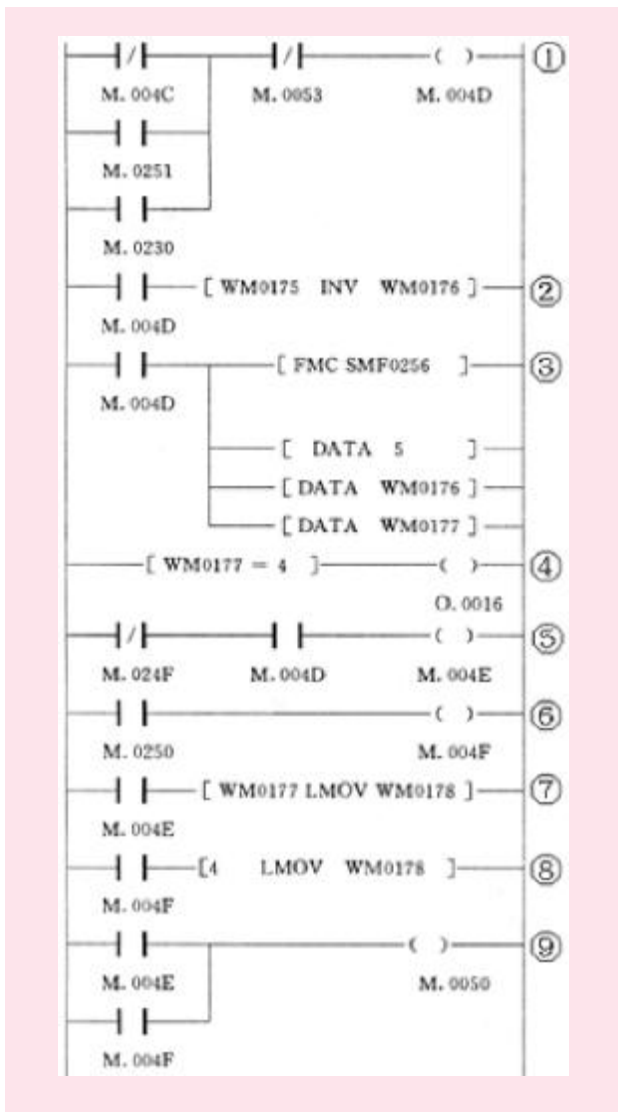 ( ) ①
M.004C M.0053 M.004D
M.0251
M.0230
[ WM0175 INV WM0176 ] ②
M.004D
[ FMC SMF0256 ] ③
M.004D
[ DATA 5 ]
[ DATA WM0176 ]
[ DATA WM0177 ]
[ WM0177 = 4 ] ( ) ④
O.0016
( ) ⑤
M.024F M.004D M.004E
( ) ⑥
M.0250 M.004F
[ WM0177 LMOV WM0178 ] ⑦
M.004E
[4 LMOV WM0178 ] ⑧
M.004F
( ) ⑨
M.004E M.0050
M.004F